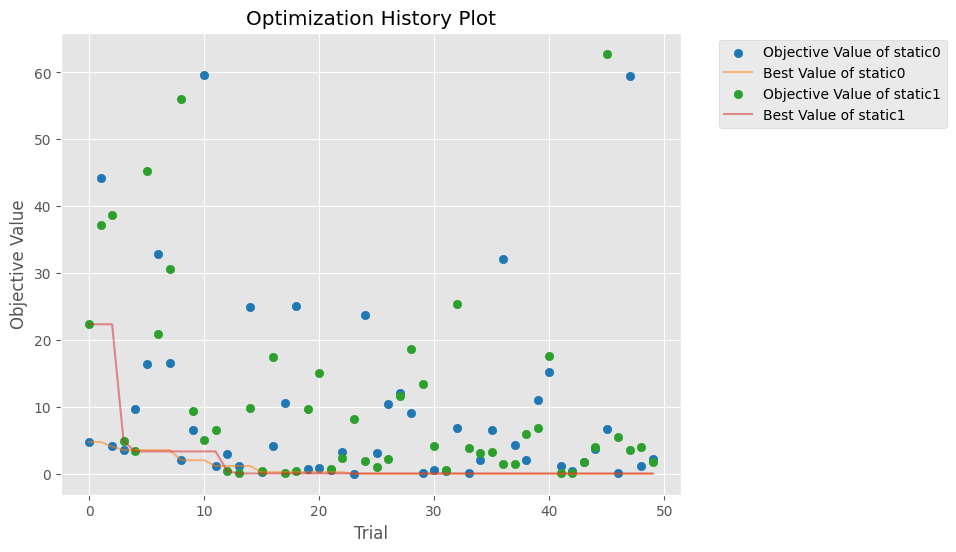 Optimization History Plot
Objective Value
60
50
40
30
20
10
0
0 10 20 30 40 50
Trial
Objective Value of static0
Best Value of static0
Objective Value of static1
Best Value of static1